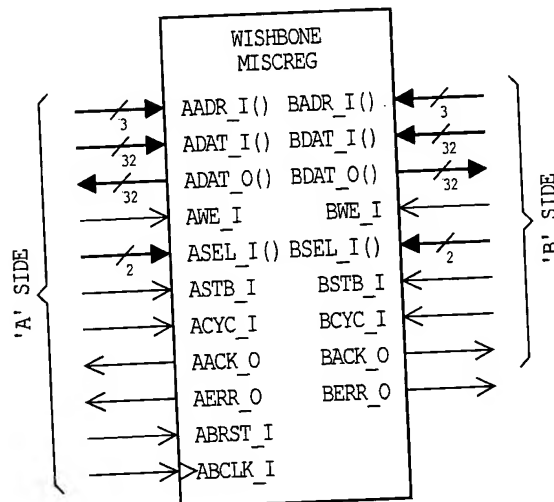 WISHBONE
MISCREG
'A' SIDE
'B' SIDE
3 AADR_I() BADR_I() 3
32 ADAT_I() BDAT_I() 32
32 ADAT_O() BDAT_O() 32
AWE_I BWE_I
2 ASEL_I() BSEL_I() 2
ASTB_I BSTB_I
ACYC_I BCYC_I
AACK_O BACK_O
AERR_O BERR_O
ABRST_I
ABCLK_I